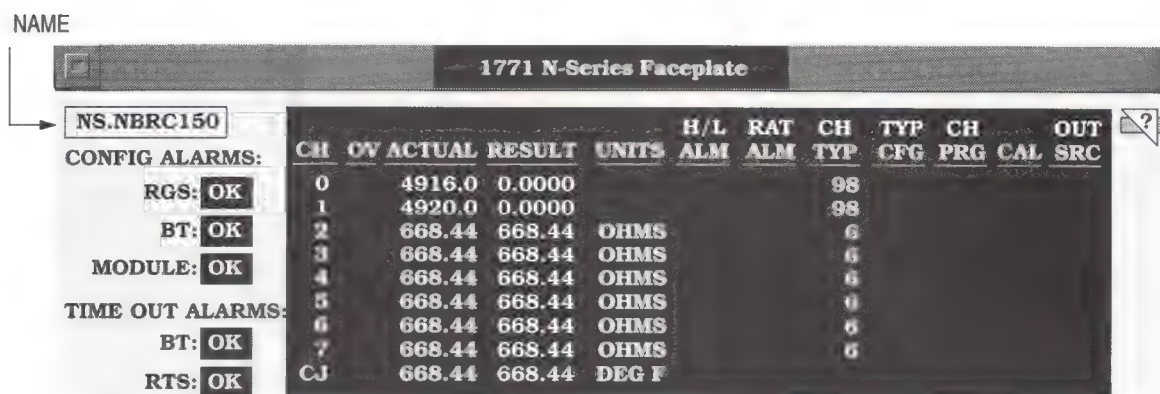 NAME
1771 N-Series Faceplate
NS.NBRC150
CONFIG ALARMS:
RGS: OK
BT: OK
MODULE: OK
TIME OUT ALARMS:
BT: OK
RTS: OK
H/L RAT CH TYP CH OUT
CH OV ACTUAL RESULT UNITS ALM ALM TYP CFG PRG CAL SRC
0 4916.0 0.0000 98
1 4920.0 0.0000 98
2 668.44 668.44 OHMS 6
3 668.44 668.44 OHMS 6
4 668.44 668.44 OHMS 6
5 668.44 668.44 OHMS 6
6 668.44 668.44 OHMS 6
7 668.44 668.44 OHMS 6
CJ 668.44 668.44 DEG F
?